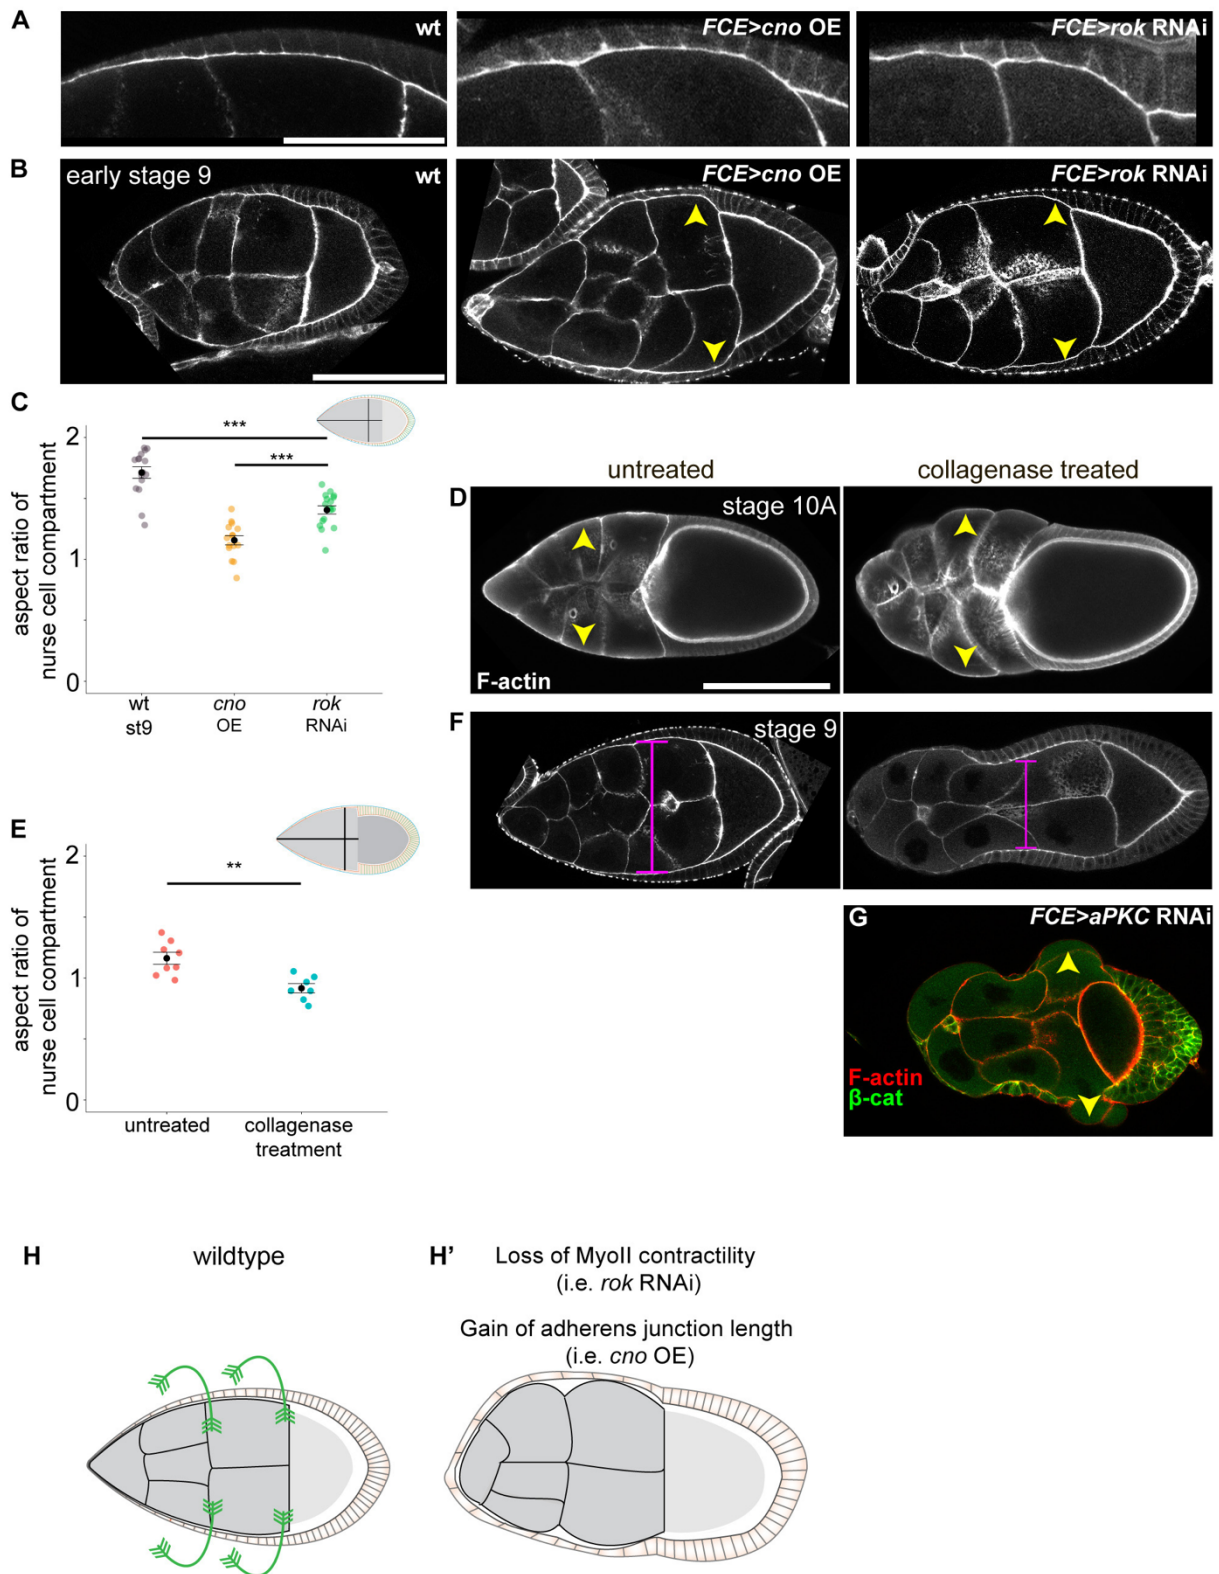 A
wt
FCE>cno OE
FCE>rok RNAi
B
early stage 9
wt
FCE>cno OE
FCE>rok RNAi
C
aspect ratio of
nurse cell compartment
2
1
0
***
***
wt
st9
cno
OE
rok
RNAi
untreated
collagenase treated
D
stage 10A
F-actin
E
aspect ratio of
nurse cell compartment
2
1
0
**
untreated
collagenase
treatment
F
stage 9
G
FCE>aPKC RNAi
F-actin
β-cat
H
wildtype
H'
Loss of MyoII contractility
(i.e. rok RNAi)
Gain of adherens junction length
(i.e. cno OE)